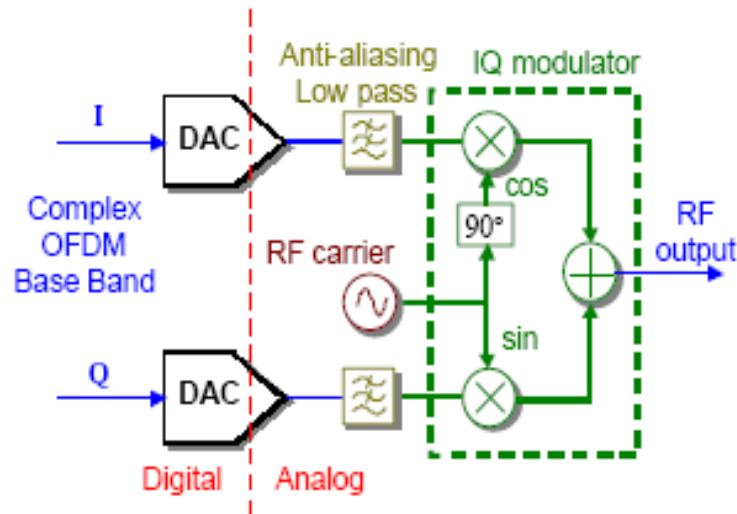 Anti-aliasing
Low pass
IQ modulator
I
DAC
cos
Complex
OFDM
Base Band
90°
RF
output
RF carrier
sin
Q
DAC
Digital
Analog